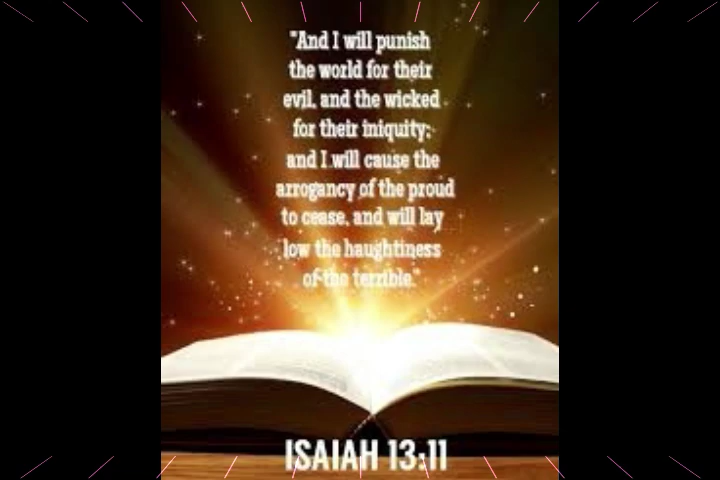 "And I will punish
the world for their
evil, and the wicked
for their iniquity;
and I will cause the
arrogancy of the proud
to cease, and will lay
low the haughtiness
of the terrible."
ISAIAH 13:11